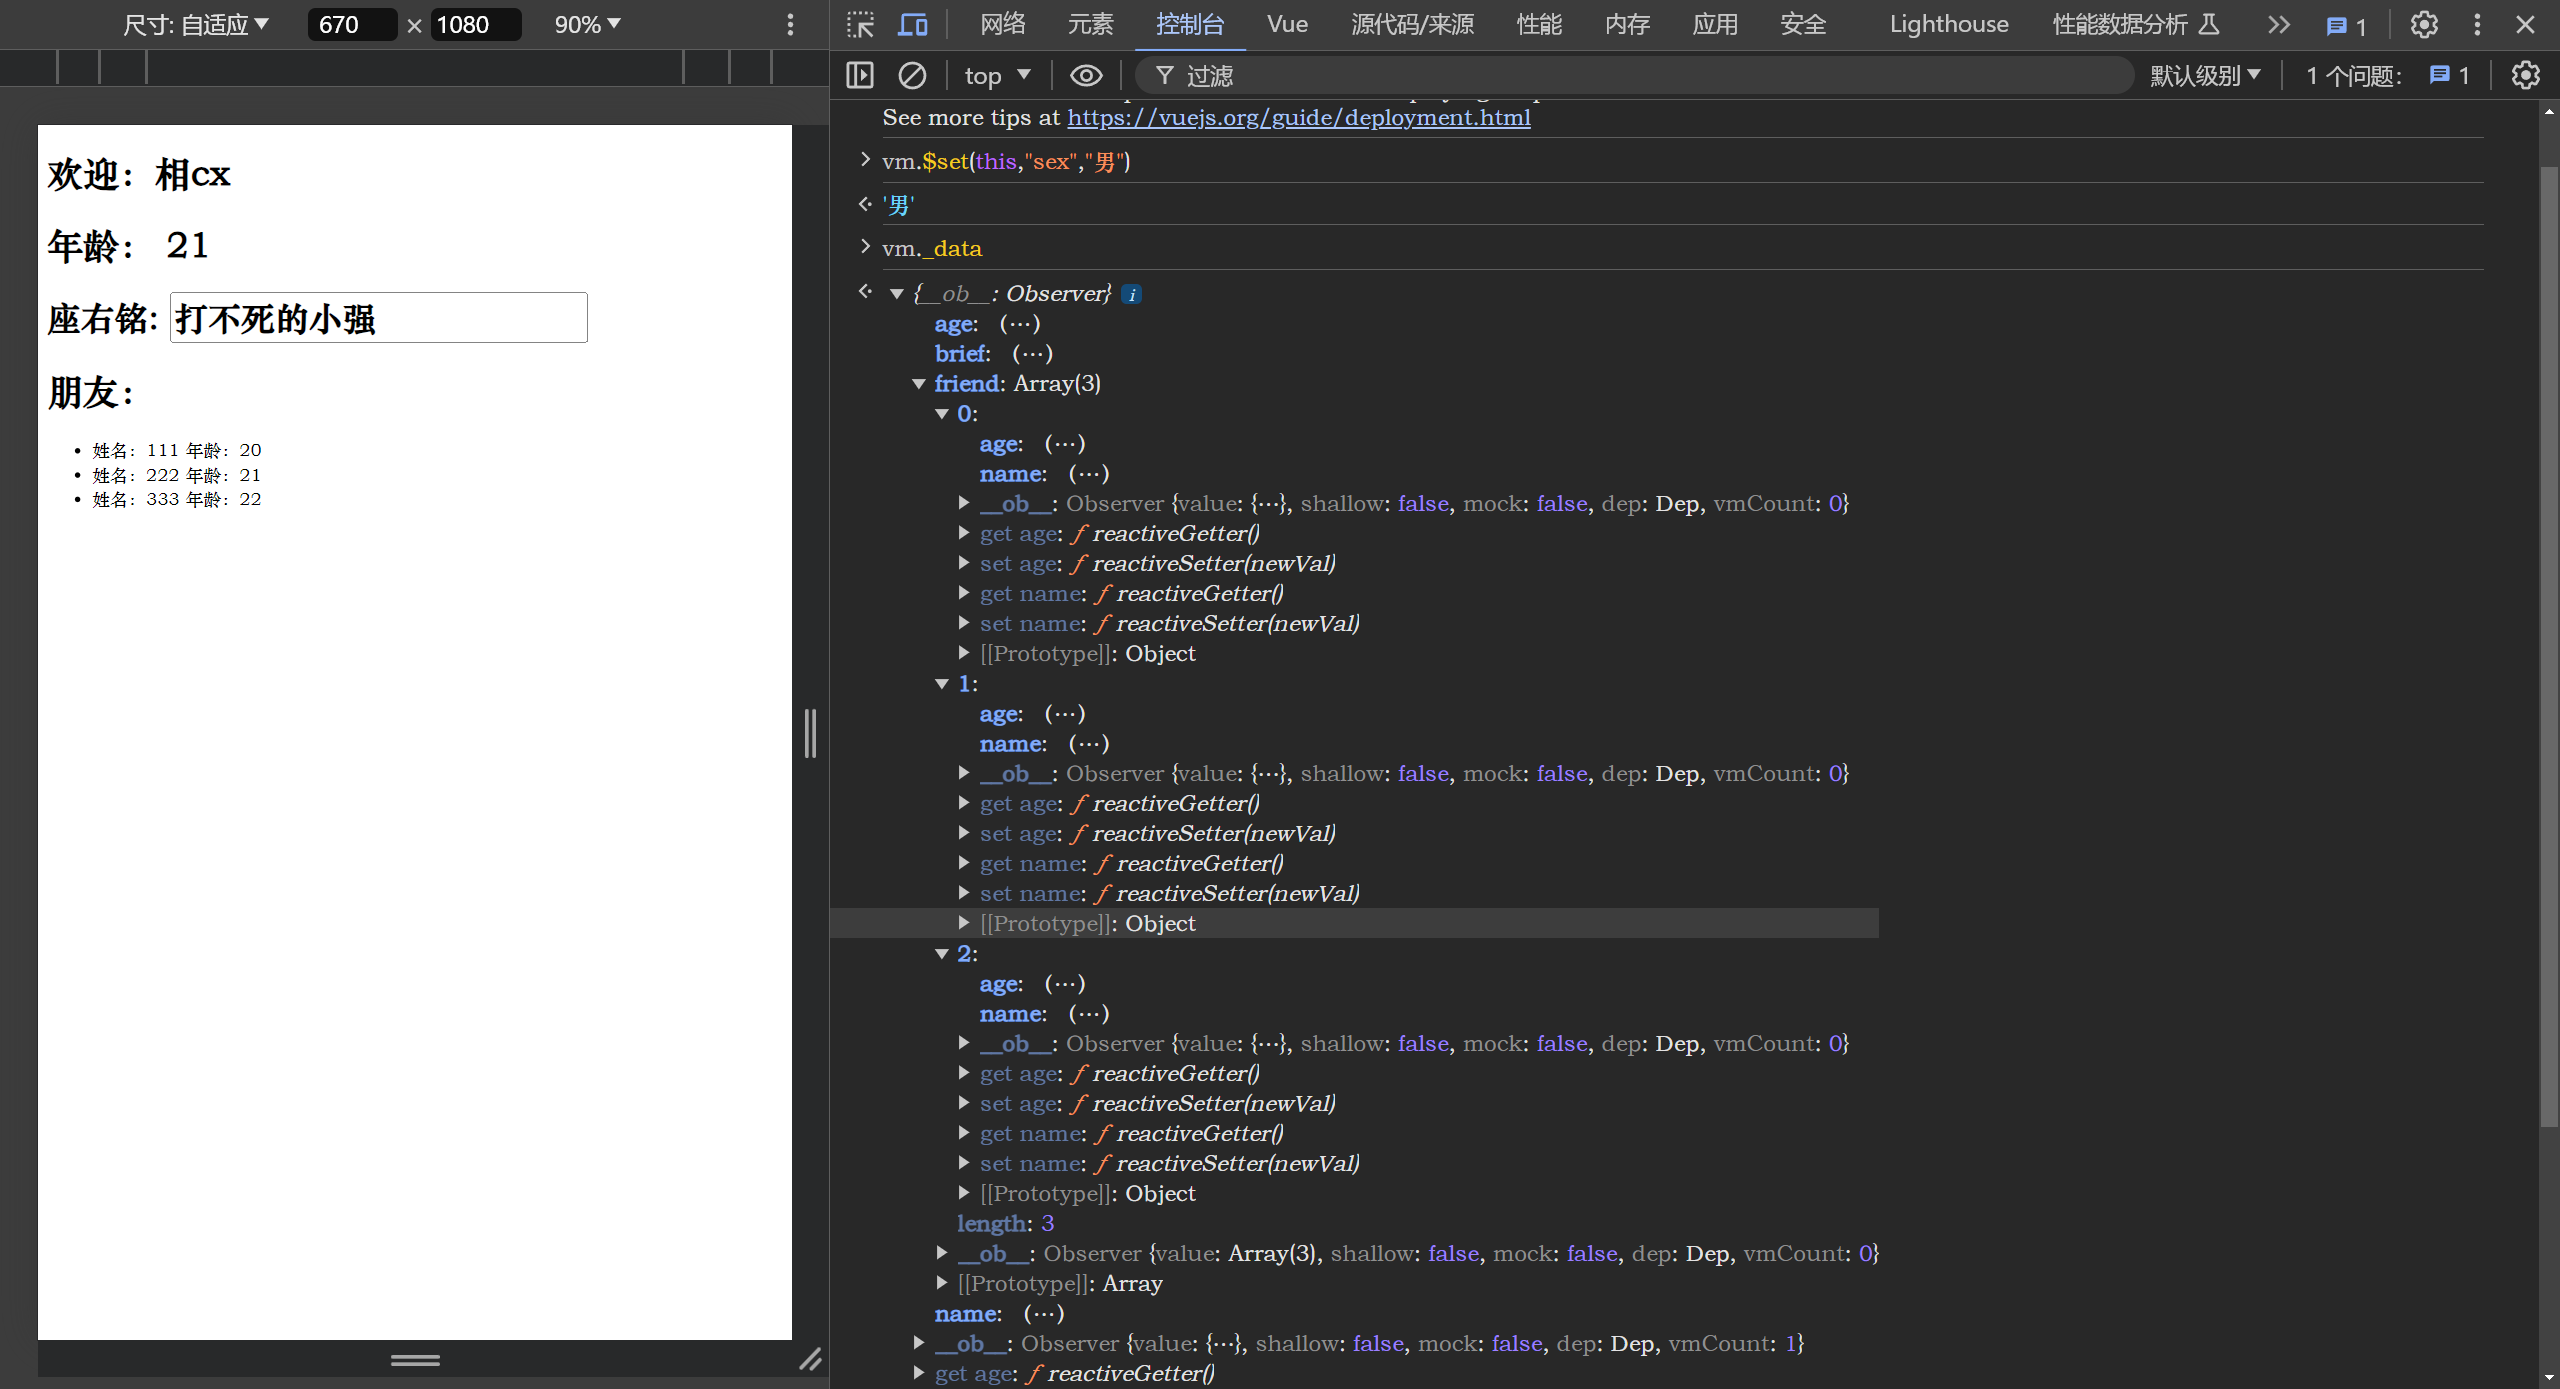 尺寸: 自适应 670 × 1080 90%
网络 元素 控制台 Vue 源代码/来源 性能 内存 应用 安全 Lighthouse 性能数据分析 1
top 过滤 默认级别 1 个问题: 1
欢迎：相cx
年龄： 21
座右铭: 打不死的小强
朋友：
• 姓名：111 年龄：20
• 姓名：222 年龄：21
• 姓名：333 年龄：22
See more tips at https://vuejs.org/guide/deployment.html
vm.$set(this,"sex","男")
'男'
vm._data
{__ob__: Observer} i
age: (...)
brief: (...)
friend: Array(3)
0:
age: (...)
name: (...)
__ob__: Observer {value: {…}, shallow: false, mock: false, dep: Dep, vmCount: 0}
get age: ƒ reactiveGetter()
set age: ƒ reactiveSetter(newVal)
get name: ƒ reactiveGetter()
set name: ƒ reactiveSetter(newVal)
[[Prototype]]: Object
1:
age: (...)
name: (...)
__ob__: Observer {value: {…}, shallow: false, mock: false, dep: Dep, vmCount: 0}
get age: ƒ reactiveGetter()
set age: ƒ reactiveSetter(newVal)
get name: ƒ reactiveGetter()
set name: ƒ reactiveSetter(newVal)
[[Prototype]]: Object
2:
age: (...)
name: (...)
__ob__: Observer {value: {…}, shallow: false, mock: false, dep: Dep, vmCount: 0}
get age: ƒ reactiveGetter()
set age: ƒ reactiveSetter(newVal)
get name: ƒ reactiveGetter()
set name: ƒ reactiveSetter(newVal)
[[Prototype]]: Object
length: 3
__ob__: Observer {value: Array(3), shallow: false, mock: false, dep: Dep, vmCount: 0}
[[Prototype]]: Array
name: (...)
__ob__: Observer {value: {…}, shallow: false, mock: false, dep: Dep, vmCount: 1}
get age: ƒ reactiveGetter()